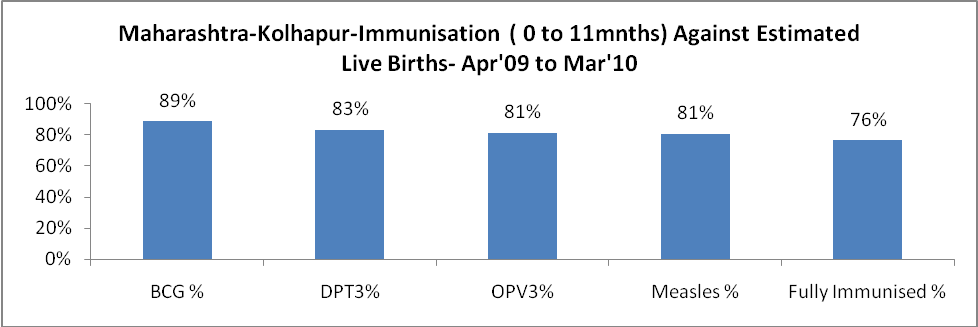 Maharashtra-Kolhapur-Immunisation ( 0 to 11mnths) Against Estimated
Live Births- Apr'09 to Mar'10
89%
83%
81%
81%
76%
100%
80%
60%
40%
20%
0%
BCG %
DPT3%
OPV3%
Measles %
Fully Immunised %